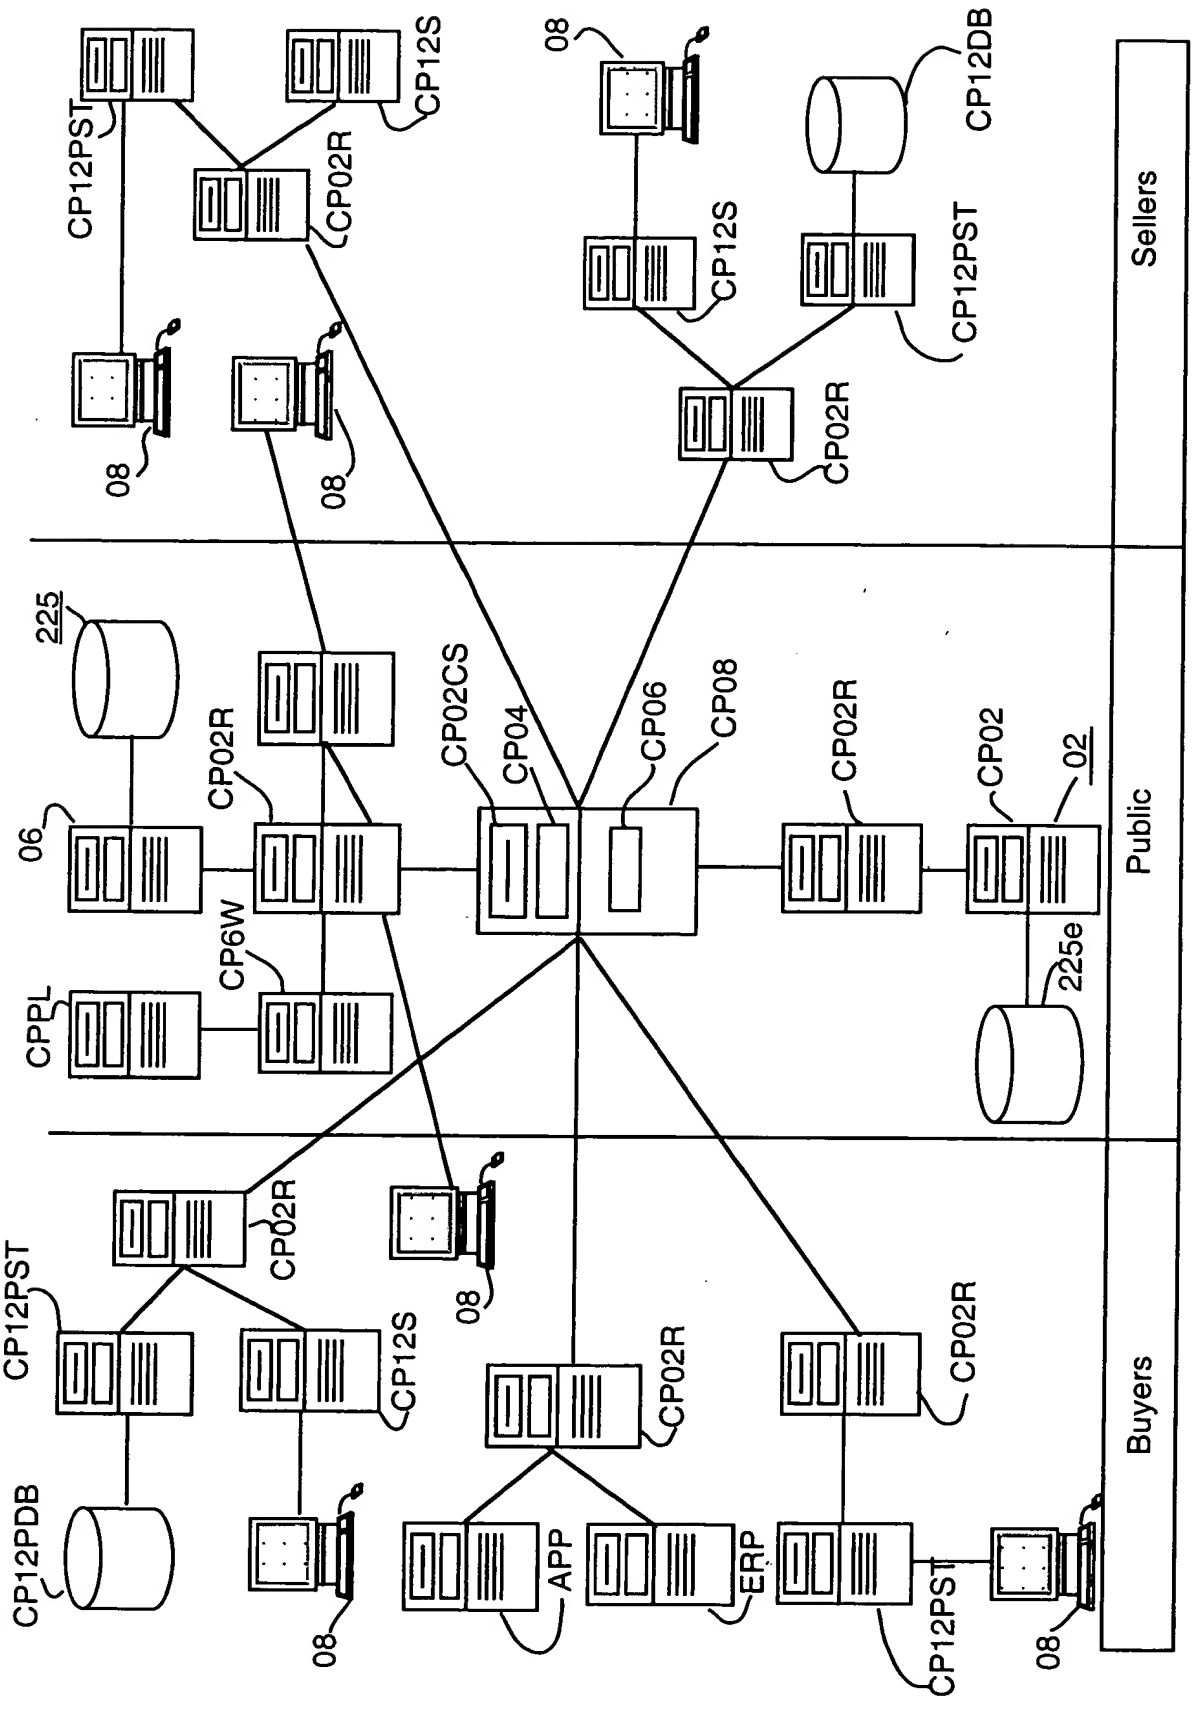 CP12PDB
CP12PST
CP02R
08
CP12S
08
APP
CP02R
ERP
CP02R
CP12PST
08
CPPL
06
225
CP6W
CP02R
CP02CS
CP04
CP06
CP08
CP02R
CP02
225e
02
CP12PST
08
08
CP02R
CP12S
08
CP12S
CP02R
CP12PST
CP12DB
Buyers
Public
Sellers